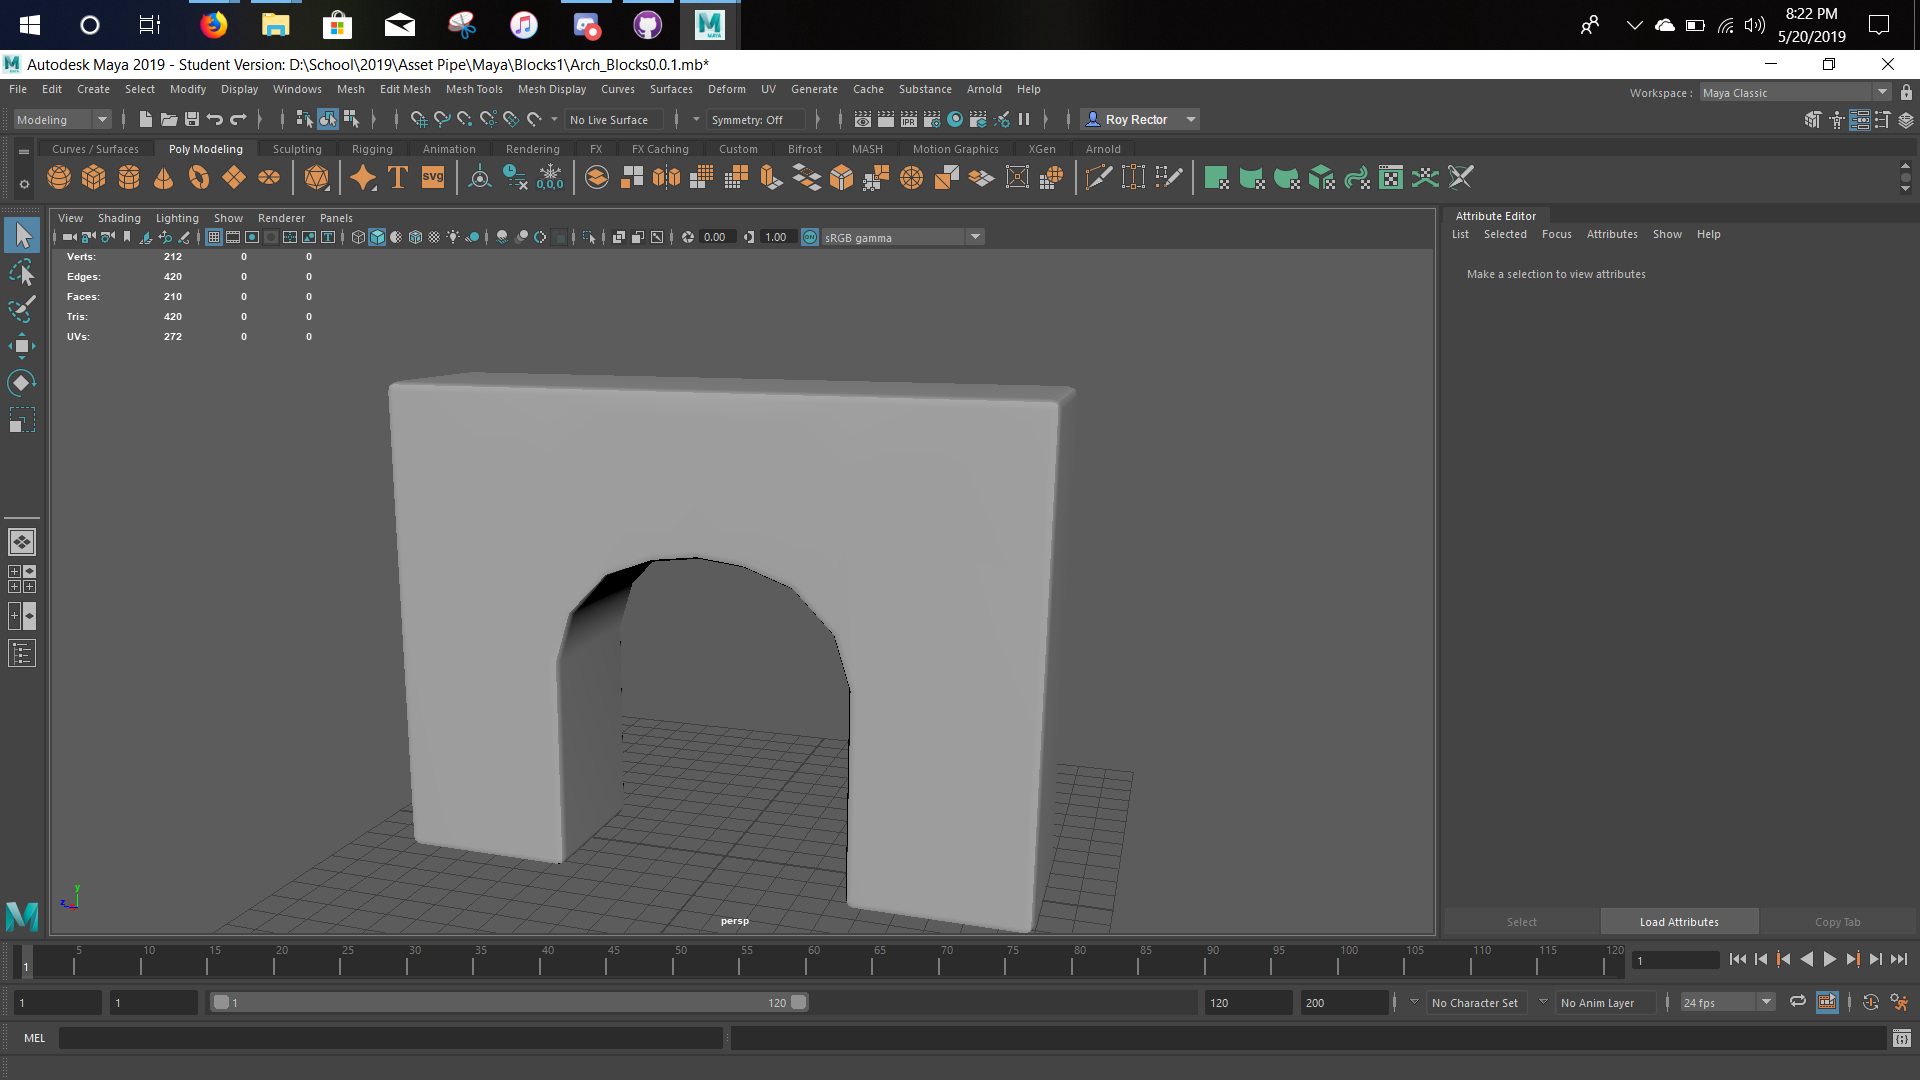 8:22 PM
5/20/2019
MAYA
Autodesk Maya 2019 - Student Version: D:\School\2019\Asset Pipe\Maya\Blocks1\Arch_Blocks0.0.1.mb*
File Edit Create Select Modify Display Windows Mesh Edit Mesh Mesh Tools Mesh Display Curves Surfaces Deform UV Generate Cache Substance Arnold Help
Workspace : Maya Classic
Modeling No Live Surface Symmetry: Off IPR Roy Rector
Curves / Surfaces Poly Modeling Sculpting Rigging Animation Rendering FX FX Caching Custom Bifrost MASH Motion Graphics XGen Arnold
T SVG 0,0,0
View Shading Lighting Show Renderer Panels
0.00 1.00 ON sRGB gamma
Attribute Editor
List Selected Focus Attributes Show Help
Make a selection to view attributes
Verts: 212 0 0
Edges: 420 0 0
Faces: 210 0 0
Tris: 420 0 0
UVs: 272 0 0
y
z
persp
Select Load Attributes Copy Tab
1 5 10 15 20 25 30 35 40 45 50 55 60 65 70 75 80 85 90 95 100 105 110 115 120 1
1 1 1 120 120 200 No Character Set No Anim Layer 24 fps
MEL